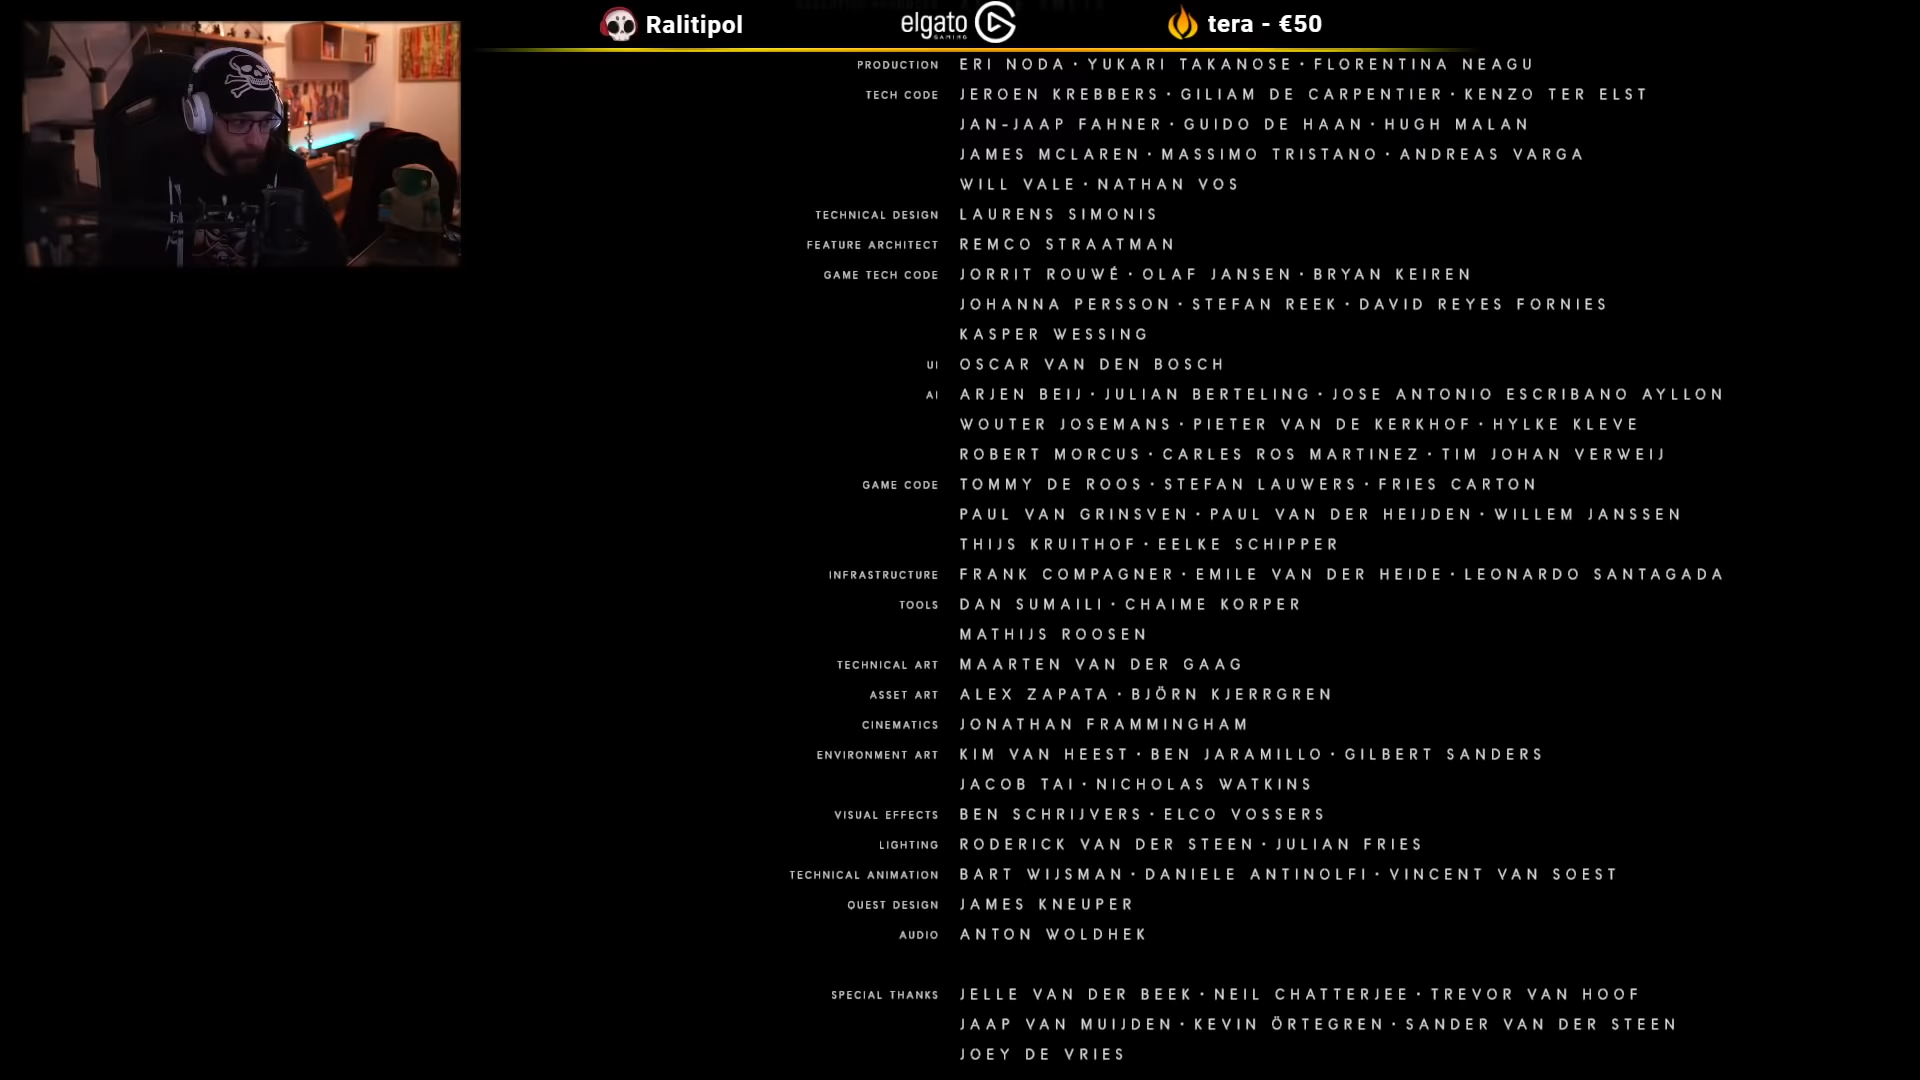 Ralitipol
elgato
GAMING
tera - €50
PRODUCTION ERI NODA · YUKARI TAKANOSE · FLORENTINA NEAGU
TECH CODE JEROEN KREBBERS · GILIAM DE CARPENTIER · KENZO TER ELST
JAN-JAAP FAHNER · GUIDO DE HAAN · HUGH MALAN
JAMES MCLAREN · MASSIMO TRISTANO · ANDREAS VARGA
WILL VALE · NATHAN VOS
TECHNICAL DESIGN LAURENS SIMONIS
FEATURE ARCHITECT REMCO STRAATMAN
GAME TECH CODE JORRIT ROUWÉ · OLAF JANSEN · BRYAN KEIREN
JOHANNA PERSSON · STEFAN REEK · DAVID REYES FORNIES
KASPER WESSING
UI OSCAR VAN DEN BOSCH
AI ARJEN BEIJ · JULIAN BERTELING · JOSE ANTONIO ESCRIBANO AYLLON
WOUTER JOSEMANS · PIETER VAN DE KERKHOF · HYLKE KLEVE
ROBERT MORCUS · CARLES ROS MARTINEZ · TIM JOHAN VERWEIJ
GAME CODE TOMMY DE ROOS · STEFAN LAUWERS · FRIES CARTON
PAUL VAN GRINSVEN · PAUL VAN DER HEIJDEN · WILLEM JANSSEN
THIJS KRUITHOF · EELKE SCHIPPER
INFRASTRUCTURE FRANK COMPAGNER · EMILE VAN DER HEIDE · LEONARDO SANTAGADA
TOOLS DAN SUMAILI · CHAIME KORPER
MATHIJS ROOSEN
TECHNICAL ART MAARTEN VAN DER GAAG
ASSET ART ALEX ZAPATA · BJÖRN KJERRGREN
CINEMATICS JONATHAN FRAMMINGHAM
ENVIRONMENT ART KIM VAN HEEST · BEN JARAMILLO · GILBERT SANDERS
JACOB TAI · NICHOLAS WATKINS
VISUAL EFFECTS BEN SCHRIJVERS · ELCO VOSSERS
LIGHTING RODERICK VAN DER STEEN · JULIAN FRIES
TECHNICAL ANIMATION BART WIJSMAN · DANIELE ANTINOLFI · VINCENT VAN SOEST
QUEST DESIGN JAMES KNEUPER
AUDIO ANTON WOLDHEK
SPECIAL THANKS JELLE VAN DER BEEK · NEIL CHATTERJEE · TREVOR VAN HOOF
JAAP VAN MUIJDEN · KEVIN ÖRTEGREN · SANDER VAN DER STEEN
JOEY DE VRIES